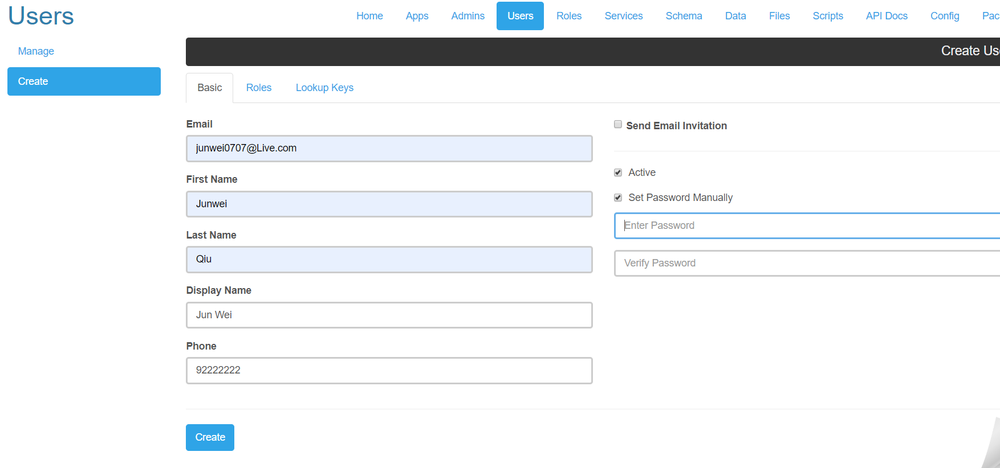 Users
Home Apps Admins Users Roles Services Schema Data Files Scripts API Docs Config Pac
Manage
Create
Create Use
Basic Roles Lookup Keys
Email
junwei0707@Live.com
First Name
Junwei
Last Name
Qiu
Display Name
Jun Wei
Phone
92222222
Send Email Invitation
Active
Set Password Manually
Enter Password
Verify Password
Create